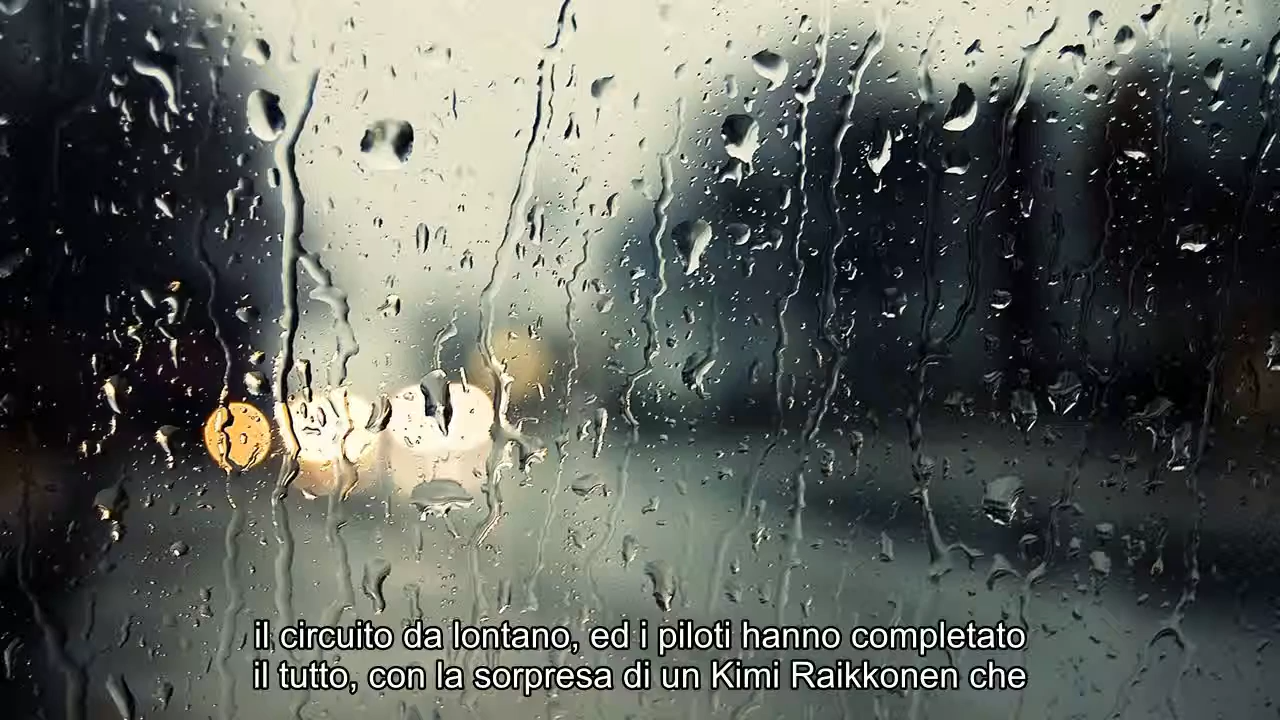 il circuito da lontano, ed i piloti hanno completato
il tutto, con la sorpresa di un Kimi Raikkonen che